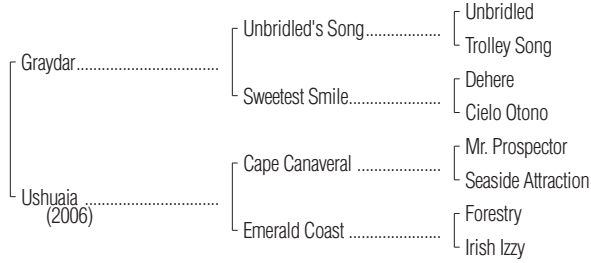 Unbridled
Unbridled's Song
Trolley Song
Graydar
Dehere
Sweetest Smile
Cielo Otono
Mr. Prospector
Cape Canaveral
Seaside Attraction
Ushuaia
(2006)
Forestry
Emerald Coast
Irish Izzy